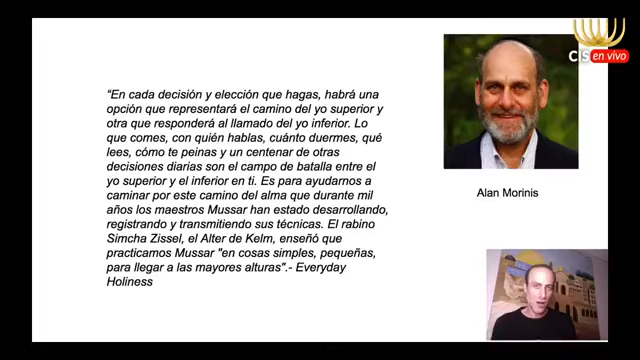 “En cada decisión y elección que hagas, habrá una
opción que representará el camino del yo superior y
otra que responderá al llamado del yo inferior. Lo
que comes, con quién hablas, cuánto duermes, qué
lees, cómo te peinas y un centenar de otras
decisiones diarias son el campo de batalla entre el
yo superior y el inferior en ti. Es para ayudarnos a
caminar por este camino del alma que durante mil
años los maestros Mussar han estado desarrollando,
registrando y transmitiendo sus técnicas. El rabino
Simcha Zissel, el Alter de Kelm, enseñó que
practicamos Mussar "en cosas simples, pequeñas,
para llegar a las mayores alturas".- Everyday
Holiness
Alan Morinis
CIS en vivo